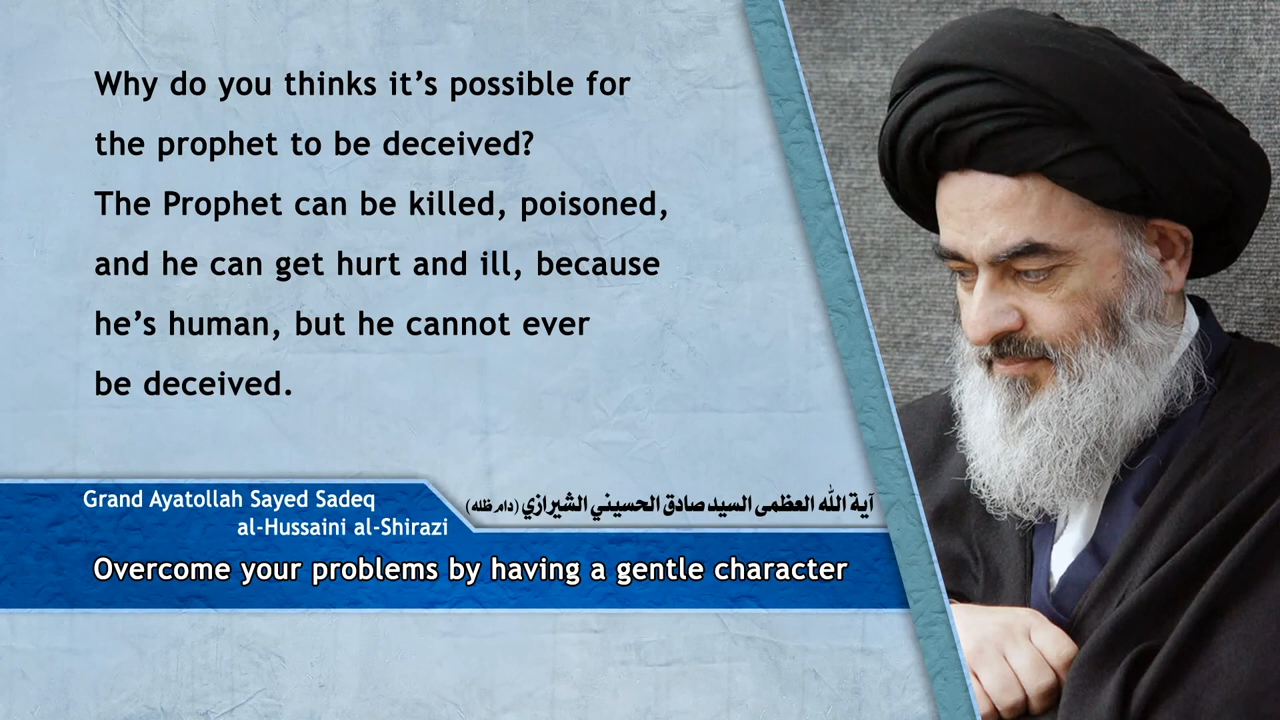 Why do you thinks it’s possible for
the prophet to be deceived?
The Prophet can be killed, poisoned,
and he can get hurt and ill, because
he’s human, but he cannot ever
be deceived.
Grand Ayatollah Sayed Sadeq
al-Hussaini al-Shirazi
آية الله العظمى السيد صادق الحسيني الشيرازي (دام ظله)
Overcome your problems by having a gentle character